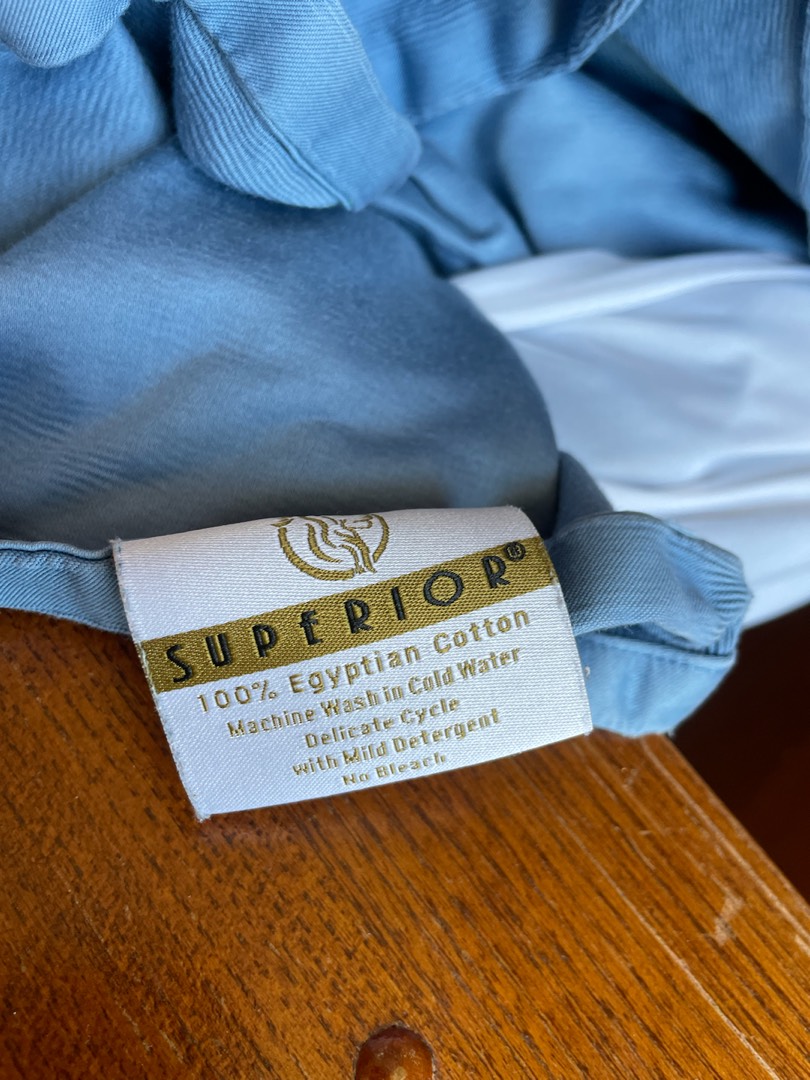 SUPERIOR®
100% Egyptian Cotton
Machine Wash in Cold Water
Delicate Cycle
with Mild Detergent
No Bleach